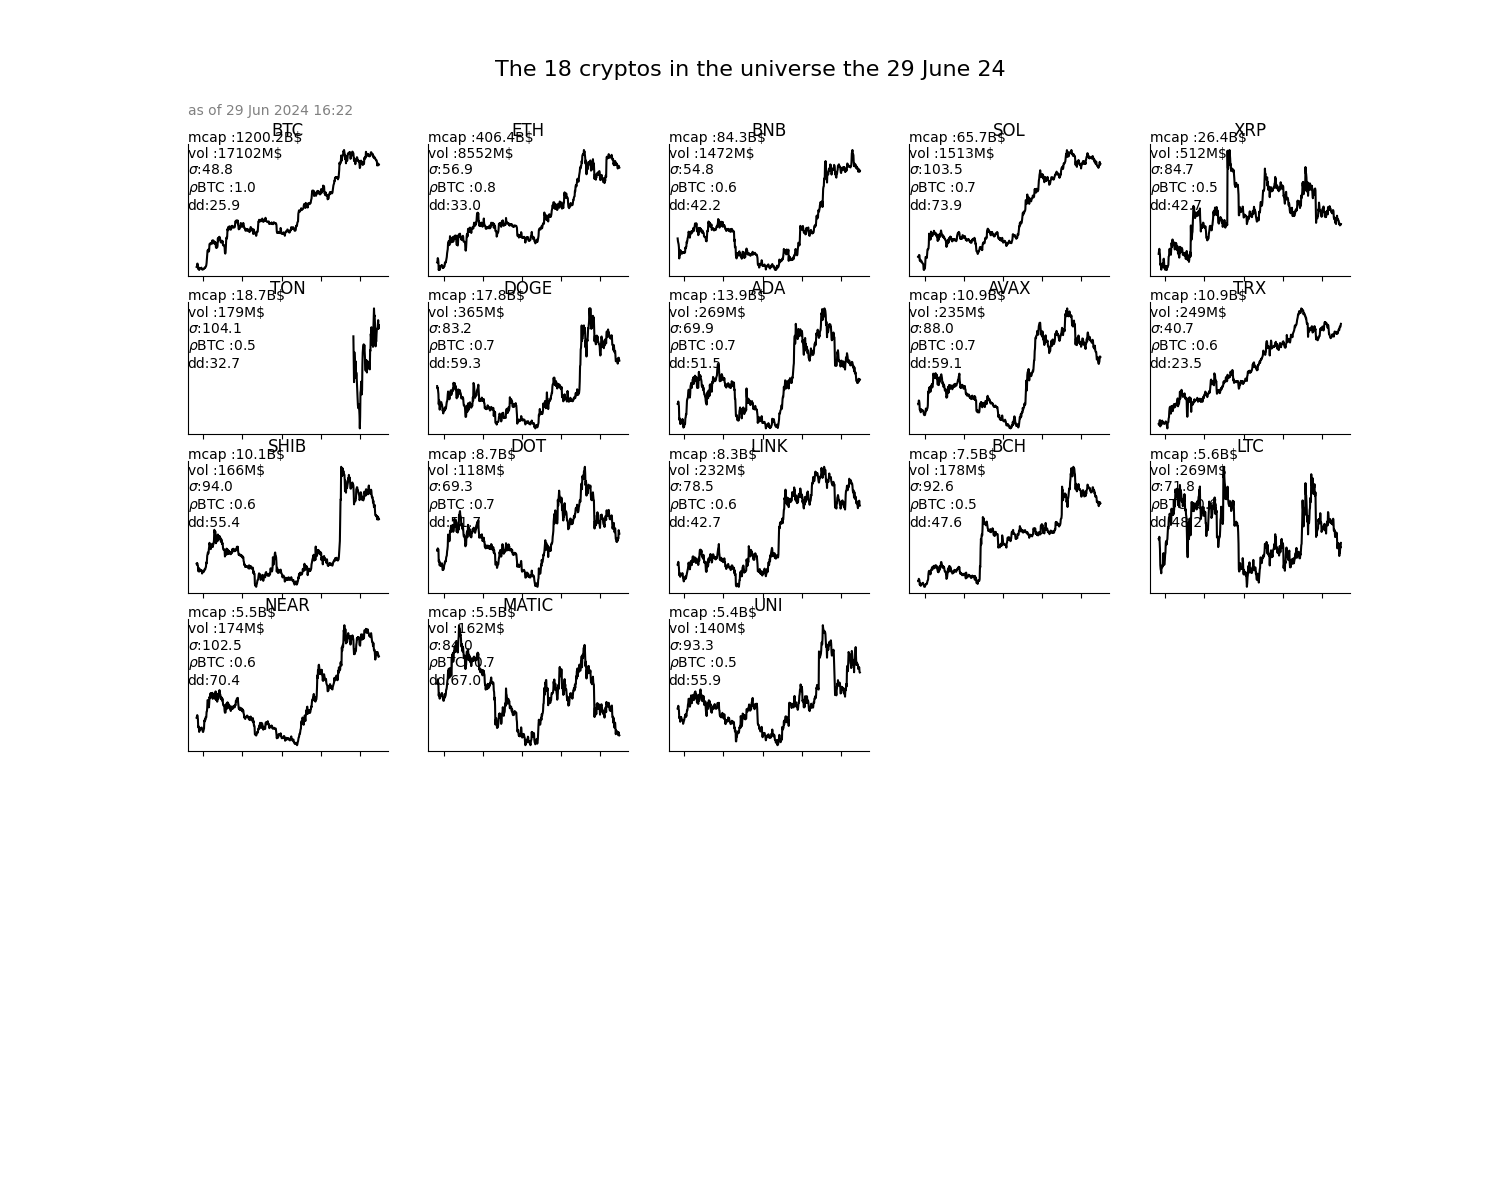 The 18 cryptos in the universe the 29 June 24
as of 29 Jun 2024 16:22
BTC
mcap :1200.2B$
vol :17102M$
σ:48.8
ρBTC :1.0
dd:25.9
ETH
mcap :406.4B$
vol :8552M$
σ:56.9
ρBTC :0.8
dd:33.0
BNB
mcap :84.3B$
vol :1472M$
σ:54.8
ρBTC :0.6
dd:42.2
SOL
mcap :65.7B$
vol :1513M$
σ:103.5
ρBTC :0.7
dd:73.9
XRP
mcap :26.4B$
vol :512M$
σ:84.7
ρBTC :0.5
dd:42.7
TON
mcap :18.7B$
vol :179M$
σ:104.1
ρBTC :0.5
dd:32.7
DOGE
mcap :17.8B$
vol :365M$
σ:83.2
ρBTC :0.7
dd:59.3
ADA
mcap :13.9B$
vol :269M$
σ:69.9
ρBTC :0.7
dd:51.5
AVAX
mcap :10.9B$
vol :235M$
σ:88.0
ρBTC :0.7
dd:59.1
TRX
mcap :10.9B$
vol :249M$
σ:40.7
ρBTC :0.6
dd:23.5
SHIB
mcap :10.1B$
vol :166M$
σ:94.0
ρBTC :0.6
dd:55.4
DOT
mcap :8.7B$
vol :118M$
σ:69.3
ρBTC :0.7
LINK
mcap :8.3B$
vol :232M$
σ:78.5
ρBTC :0.6
dd:42.7
BCH
mcap :7.5B$
vol :178M$
σ:92.6
ρBTC :0.5
dd:47.6
LTC
mcap :5.6B$
vol :269M$
σ:71.8
ρBTC
dd:48.2
NEAR
mcap :5.5B$
vol :174M$
σ:102.5
ρBTC :0.6
dd:70.4
MATIC
mcap :5.5B$
vol :162M$
σ:84.0
ρBTC :0.7
dd:67.0
UNI
mcap :5.4B$
vol :140M$
σ:93.3
ρBTC :0.5
dd:55.9